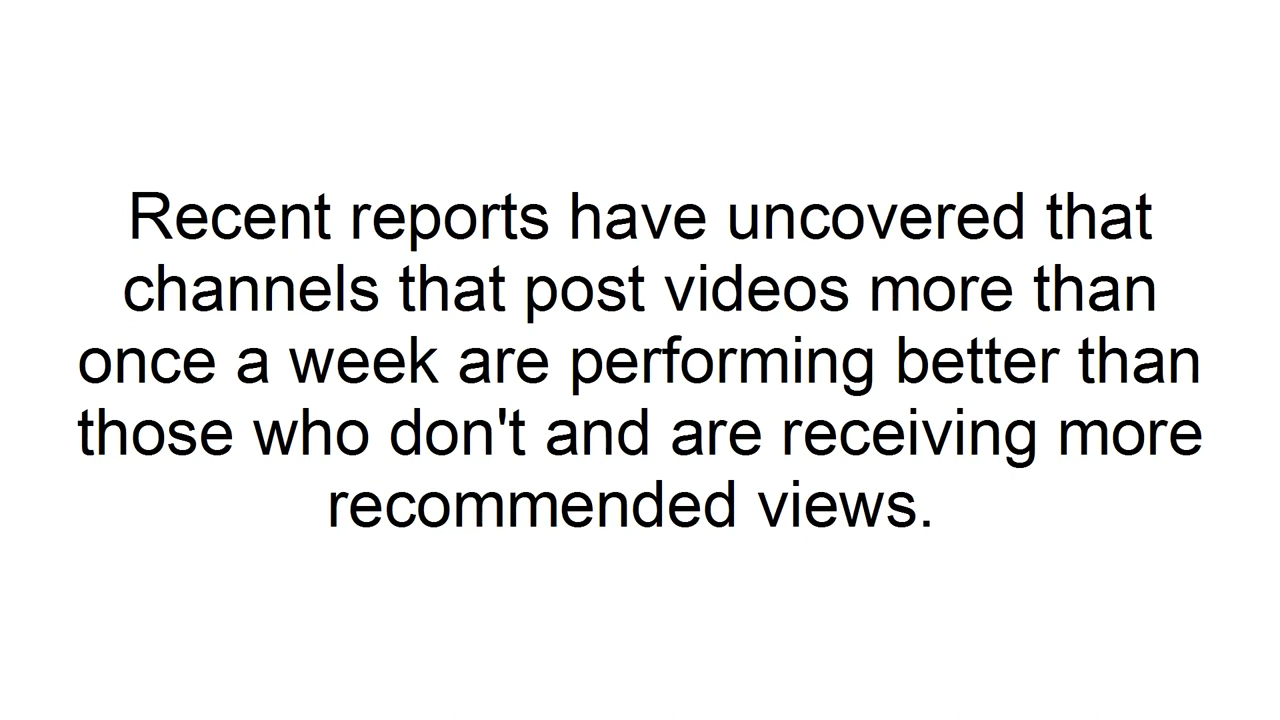 Recent reports have uncovered that
channels that post videos more than
once a week are performing better than
those who don't and are receiving more
recommended views.